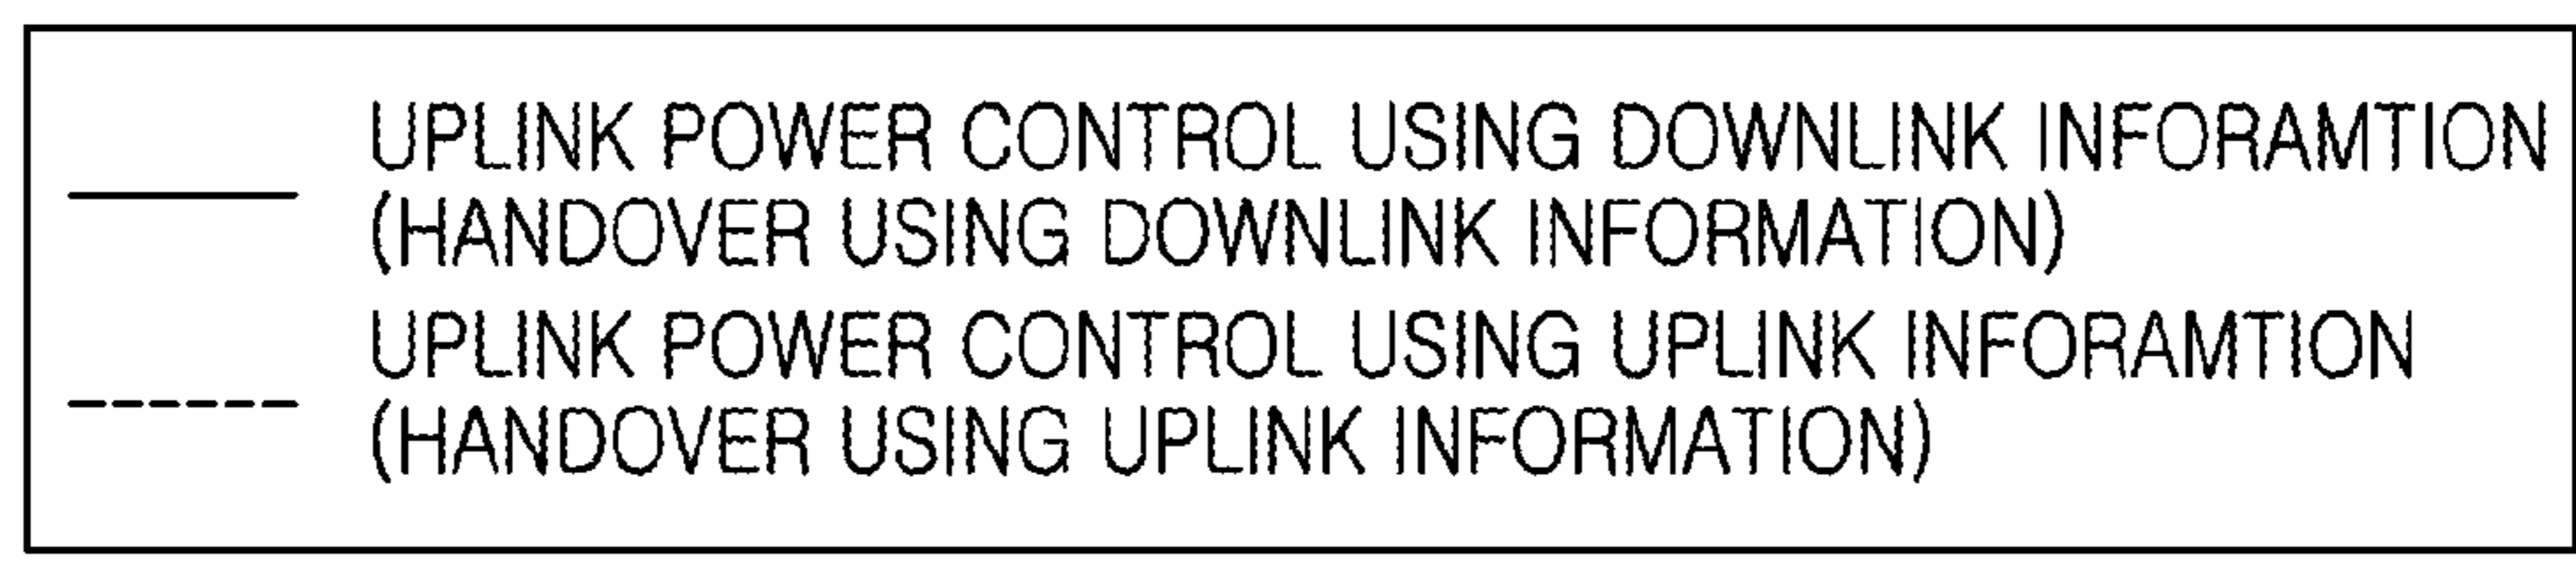 UPLINK POWER CONTROL USING DOWNLINK INFORAMTION
(HANDOVER USING DOWNLINK INFORMATION)
UPLINK POWER CONTROL USING UPLINK INFORAMTION
(HANDOVER USING UPLINK INFORMATION)